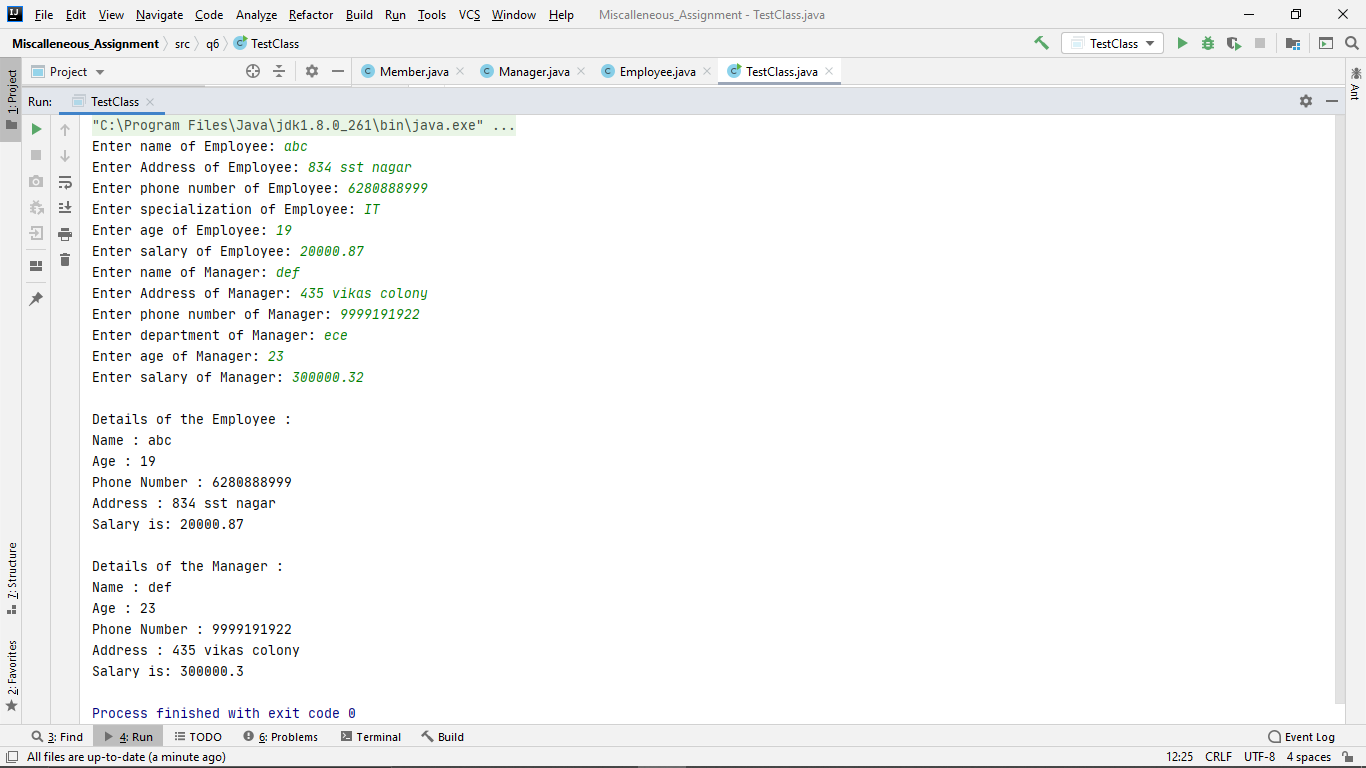 File Edit View Navigate Code Analyze Refactor Build Run Tools VCS Window Help Miscalleneous_Assignment - TestClass.java
Miscalleneous_Assignment src q6 TestClass TestClass
Project Member.java Manager.java Employee.java TestClass.java
1: Project
Ant
Run: TestClass
"C:\Program Files\Java\jdk1.8.0_261\bin\java.exe" ...
Enter name of Employee: abc
Enter Address of Employee: 834 sst nagar
Enter phone number of Employee: 6280888999
Enter specialization of Employee: IT
Enter age of Employee: 19
Enter salary of Employee: 20000.87
Enter name of Manager: def
Enter Address of Manager: 435 vikas colony
Enter phone number of Manager: 9999191922
Enter department of Manager: ece
Enter age of Manager: 23
Enter salary of Manager: 300000.32
Details of the Employee :
Name : abc
Age : 19
Phone Number : 6280888999
Address : 834 sst nagar
Salary is: 20000.87
Details of the Manager :
Name : def
Age : 23
Phone Number : 9999191922
Address : 435 vikas colony
Salary is: 300000.3
Process finished with exit code 0
7: Structure
2: Favorites
3: Find 4: Run TODO 6: Problems Terminal Build Event Log
All files are up-to-date (a minute ago) 12:25 CRLF UTF-8 4 spaces